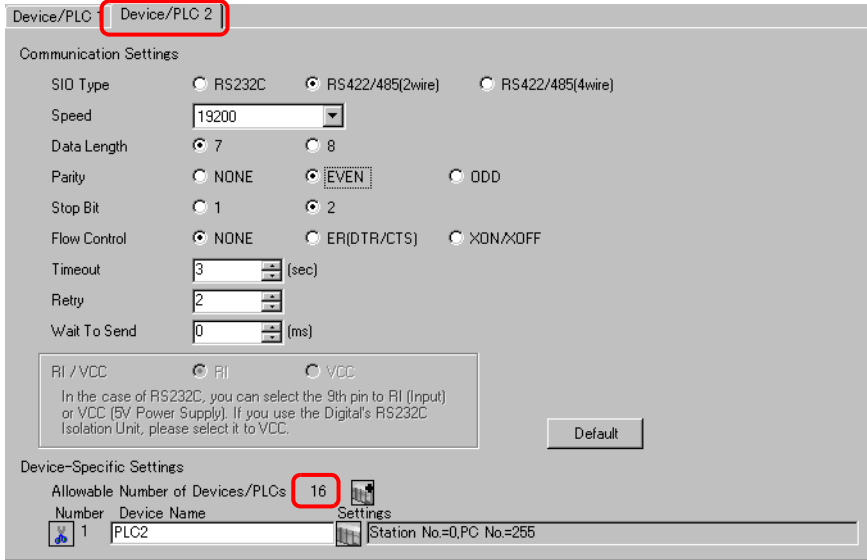 Device/PLC 1 Device/PLC 2
Communication Settings
SIO Type RS232C RS422/485(2wire) RS422/485(4wire)
Speed 19200
Data Length 7 8
Parity NONE EVEN ODD
Stop Bit 1 2
Flow Control NONE ER(DTR/CTS) XON/XOFF
Timeout 3 (sec)
Retry 2
Wait To Send 0 (ms)
RI / VCC RI VCC
In the case of RS232C, you can select the 9th pin to RI (Input)
or VCC (5V Power Supply). If you use the Digital's RS232C
Isolation Unit, please select it to VCC.
Default
Device-Specific Settings
Allowable Number of Devices/PLCs 16
Number Device Name Settings
1 PLC2 Station No.=0,PC No.=255